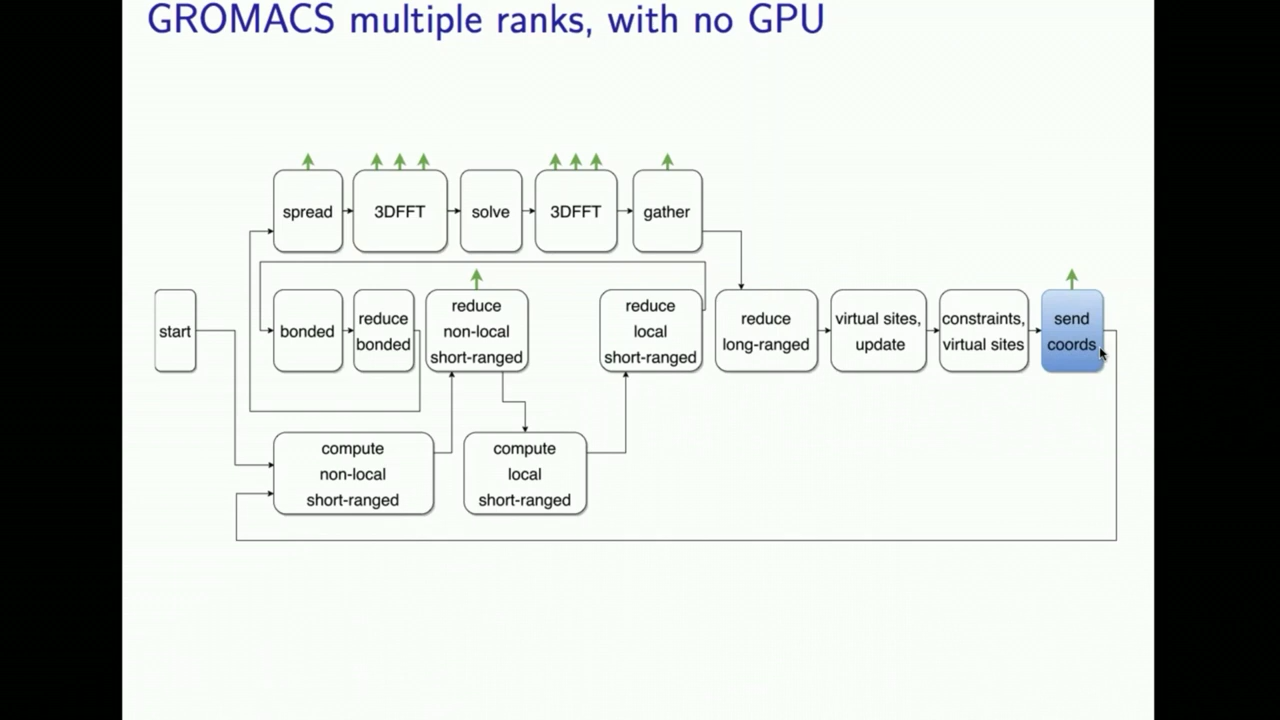 GROMACS multiple ranks, with no GPU
spread
3DFFT
solve
3DFFT
gather
start
bonded
reduce
bonded
reduce
non-local
short-ranged
reduce
local
short-ranged
reduce
long-ranged
virtual sites,
update
constraints,
virtual sites
send
coords
compute
non-local
short-ranged
compute
local
short-ranged